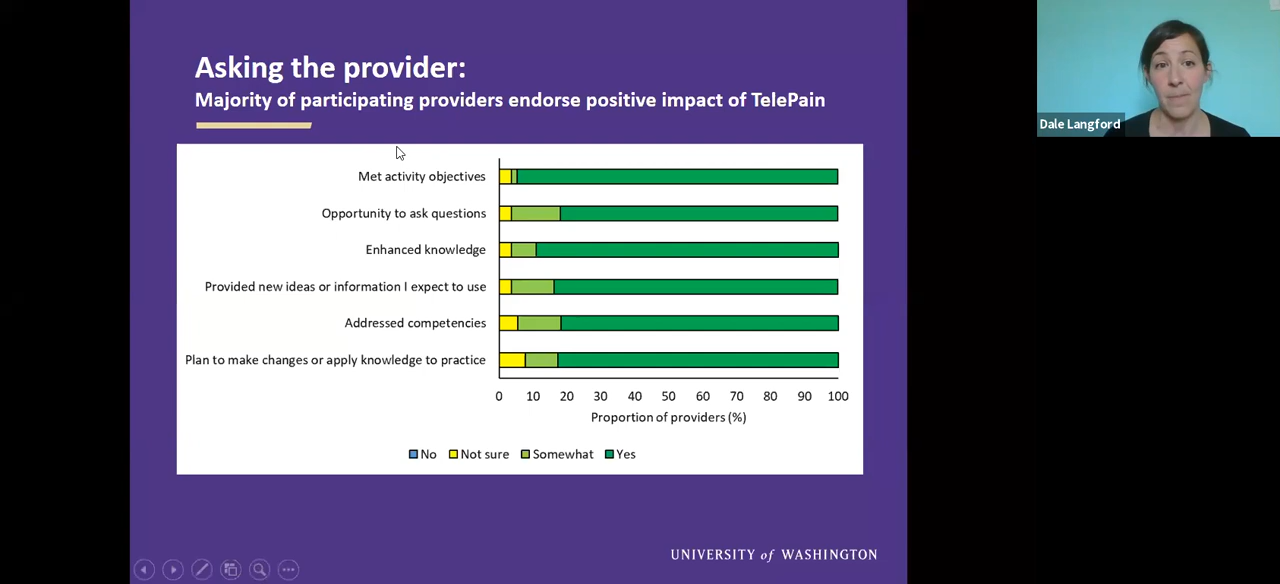 Asking the provider:
Majority of participating providers endorse positive impact of TelePain
Dale Langford
Met activity objectives
Opportunity to ask questions
Enhanced knowledge
Provided new ideas or information I expect to use
Addressed competencies
Plan to make changes or apply knowledge to practice
0 10 20 30 40 50 60 70 80 90 100
Proportion of providers (%)
No Not sure Somewhat Yes
UNIVERSITY of WASHINGTON